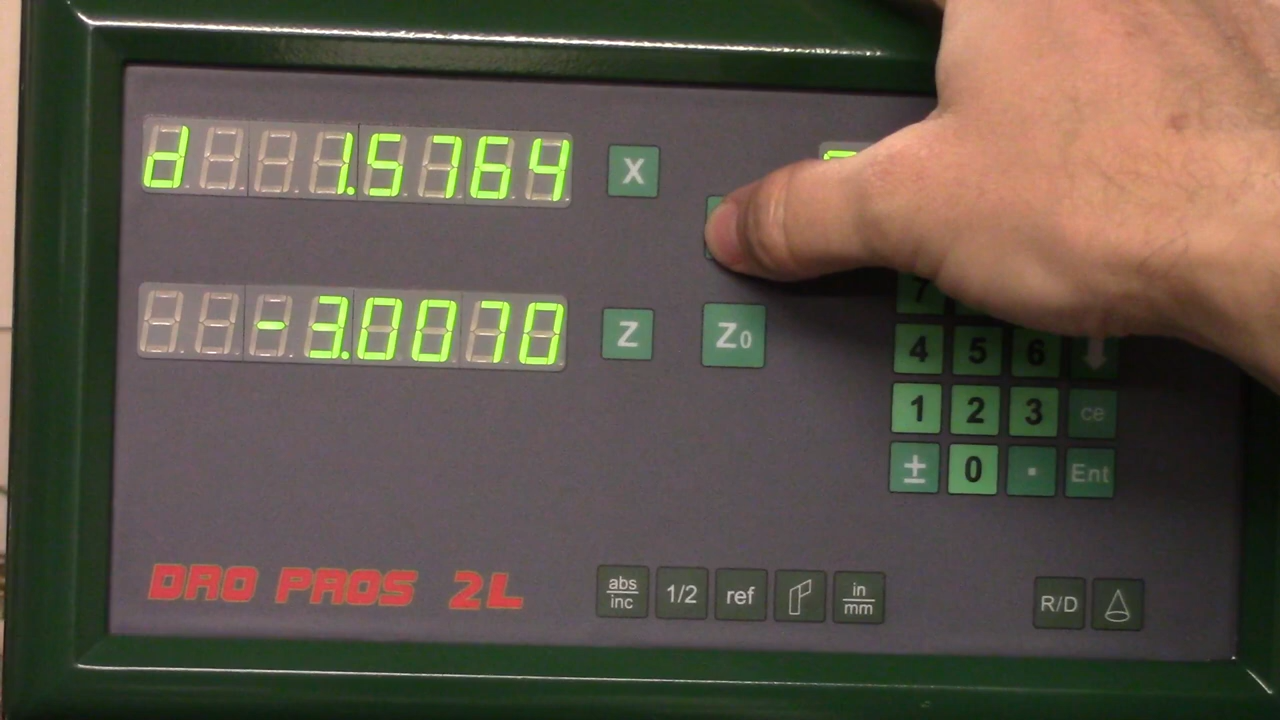 d 1.5764 X
-3.0070 Z Z0
7
4 5 6
1 2 3 ce
± 0 . Ent
DRO PROS 2L
abs
inc
1/2 ref
in
mm
R/D